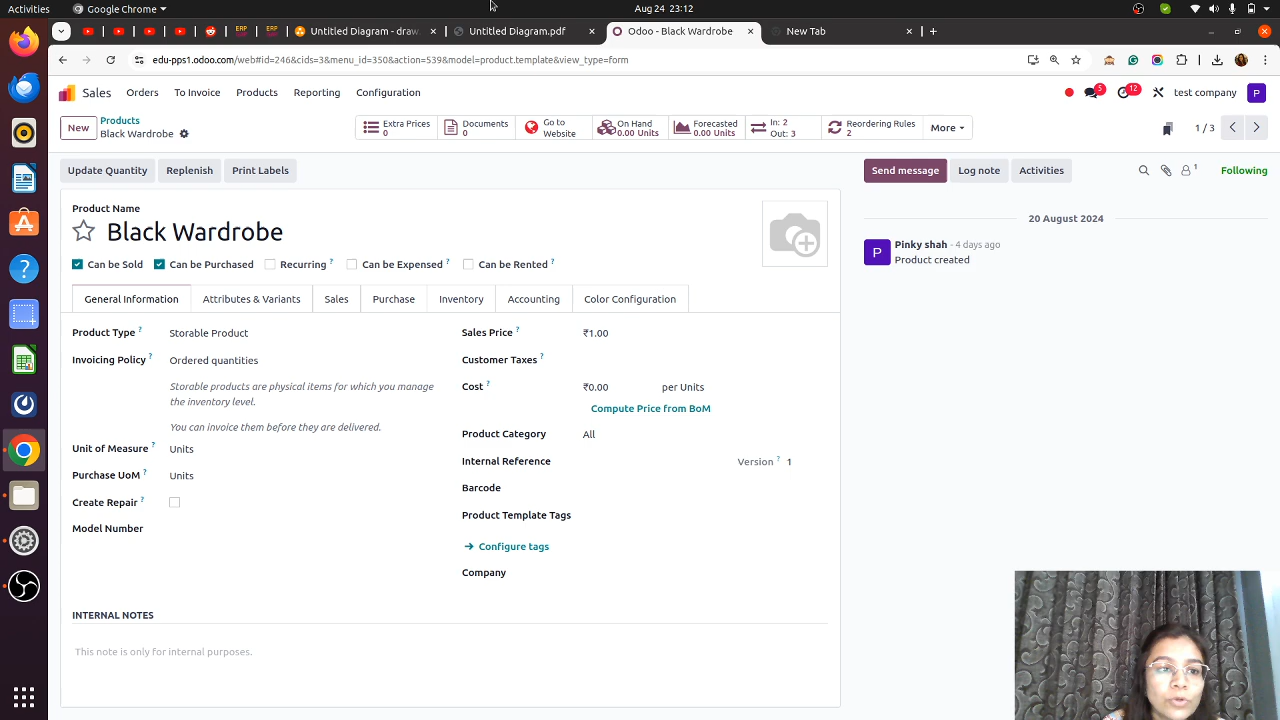 Activities
Google Chrome
Aug 24 23:12
Untitled Diagram - draw.
Untitled Diagram.pdf
Odoo - Black Wardrobe
New Tab
edu-pps1.odoo.com/web#id=246&cids=3&menu_id=350&action=539&model=product.template&view_type=form
Sales
Orders
To Invoice
Products
Reporting
Configuration
5
12
test company
P
New
Products
Black Wardrobe
Extra Prices
0
Documents
0
Go to
Website
On Hand
0.00 Units
Forecasted
0.00 Units
In: 2
Out: 3
Reordering Rules
2
More
1 / 3
Update Quantity
Replenish
Print Labels
Send message
Log note
Activities
1
Following
Product Name
Black Wardrobe
Can be Sold
Can be Purchased
Recurring ?
Can be Expensed ?
Can be Rented ?
20 August 2024
P
Pinky shah - 4 days ago
Product created
General Information
Attributes & Variants
Sales
Purchase
Inventory
Accounting
Color Configuration
Product Type ? Storable Product
Invoicing Policy ? Ordered quantities
Storable products are physical items for which you manage
the inventory level.
You can invoice them before they are delivered.
Unit of Measure ? Units
Purchase UoM ? Units
Create Repair ?
Model Number
Sales Price ? ₹1.00
Customer Taxes ?
Cost ? ₹0.00 per Units
Compute Price from BoM
Product Category All
Internal Reference Version ? 1
Barcode
Product Template Tags
Configure tags
Company
INTERNAL NOTES
This note is only for internal purposes.